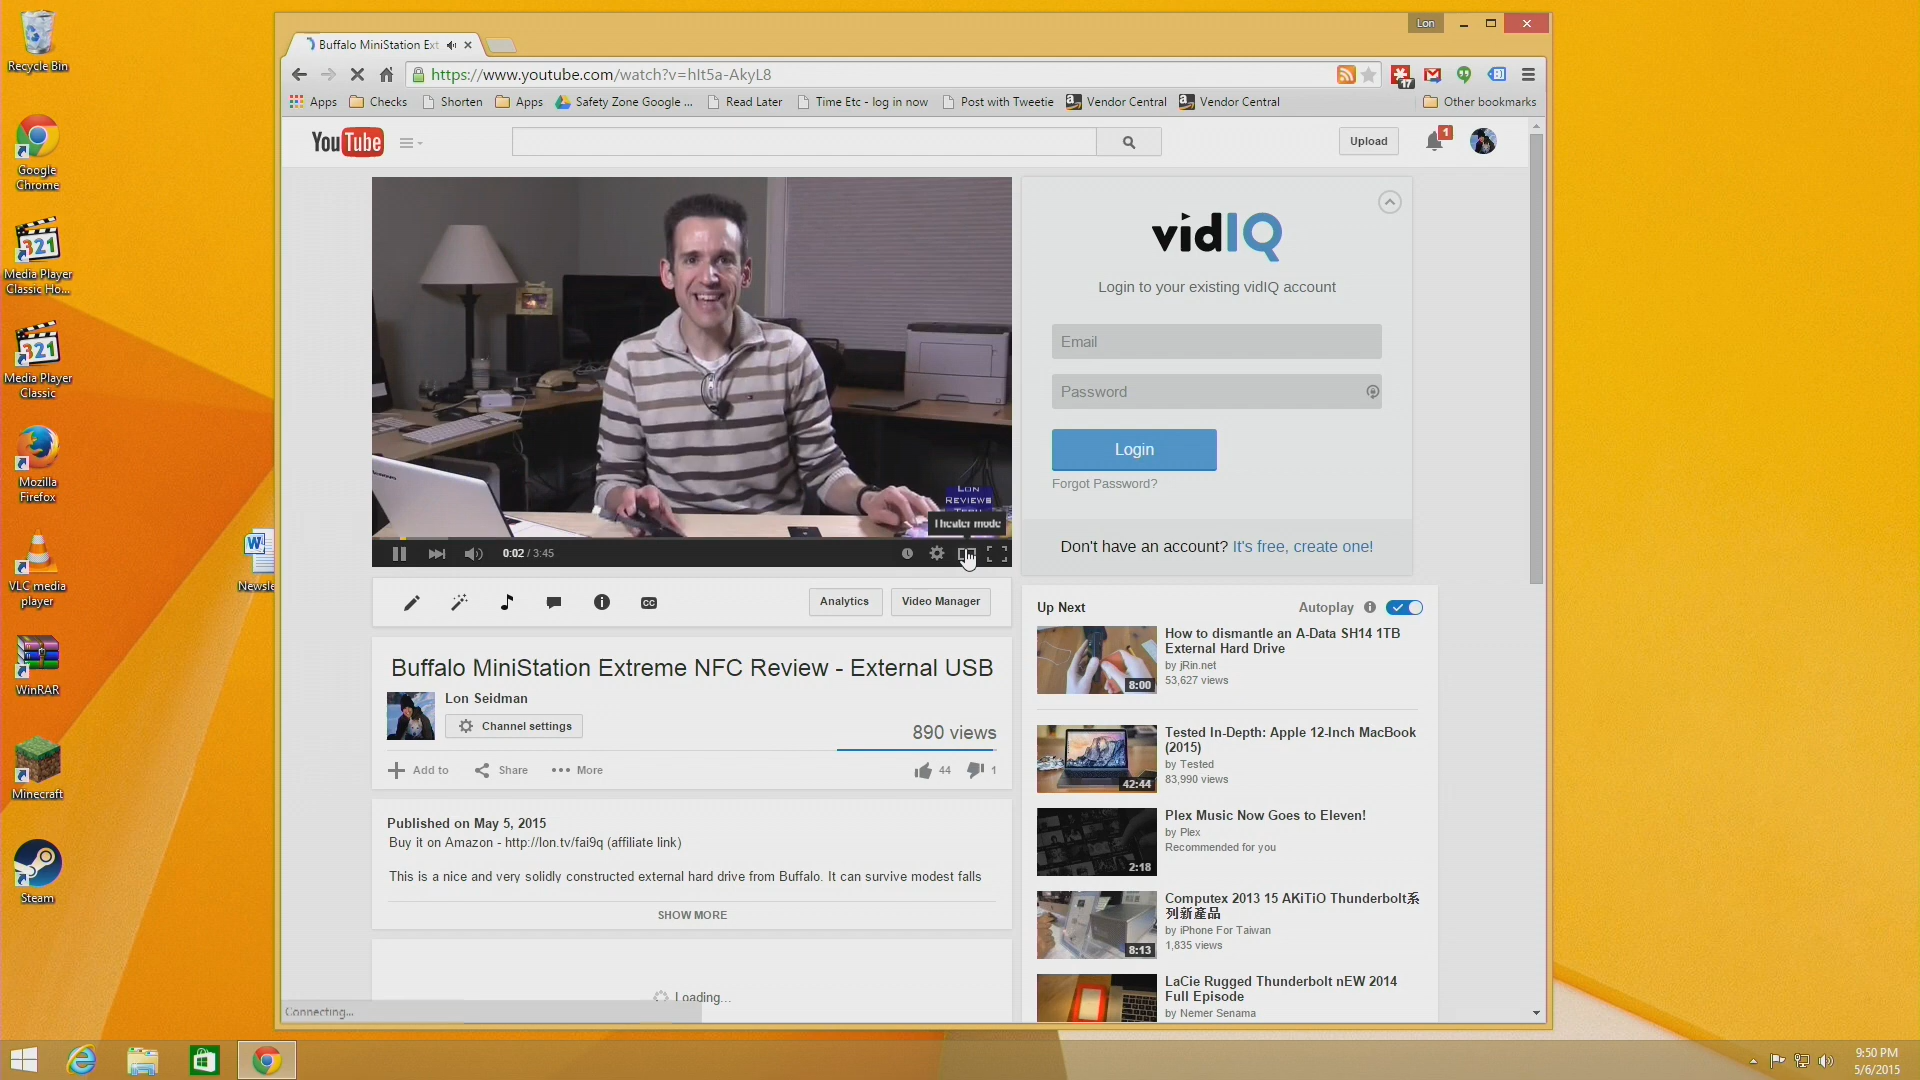 Recycle Bin
Google
Chrome
Media Player
Classic Ho...
Media Player
Classic
Mozilla
Firefox
VLC media
player
WinRAR
Minecraft
Steam
Newsle
Lon
Buffalo MiniStation Ext
https://www.youtube.com/watch?v=hIt5a-AkyL8
17
Apps
Checks
Shorten
Apps
Safety Zone Google ...
Read Later
Time Etc - log in now
Post with Tweetie
Vendor Central
Vendor Central
Other bookmarks
YouTube
Upload
1
Lon
Reviews
Tech
Theater mode
0:02 / 3:45
vidIQ
Login to your existing vidIQ account
Email
Password
Login
Forgot Password?
Don't have an account? It's free, create one!
CC
Analytics
Video Manager
Buffalo MiniStation Extreme NFC Review - External USB
Lon Seidman
Channel settings
890 views
Add to
Share
More
44
1
Published on May 5, 2015
Buy it on Amazon - http://lon.tv/fai9q (affiliate link)
This is a nice and very solidly constructed external hard drive from Buffalo. It can survive modest falls
SHOW MORE
Loading...
Connecting...
Up Next
Autoplay
How to dismantle an A-Data SH14 1TB
External Hard Drive
by jRin.net
53,627 views
8:00
Tested In-Depth: Apple 12-Inch MacBook
(2015)
by Tested
83,990 views
42:44
Plex Music Now Goes to Eleven!
by Plex
Recommended for you
2:18
Computex 2013 15 AKiTiO Thunderbolt系
列新產品
by iPhone For Taiwan
1,835 views
8:13
LaCie Rugged Thunderbolt nEW 2014
Full Episode
by Nemer Senama
9:50 PM
5/6/2015